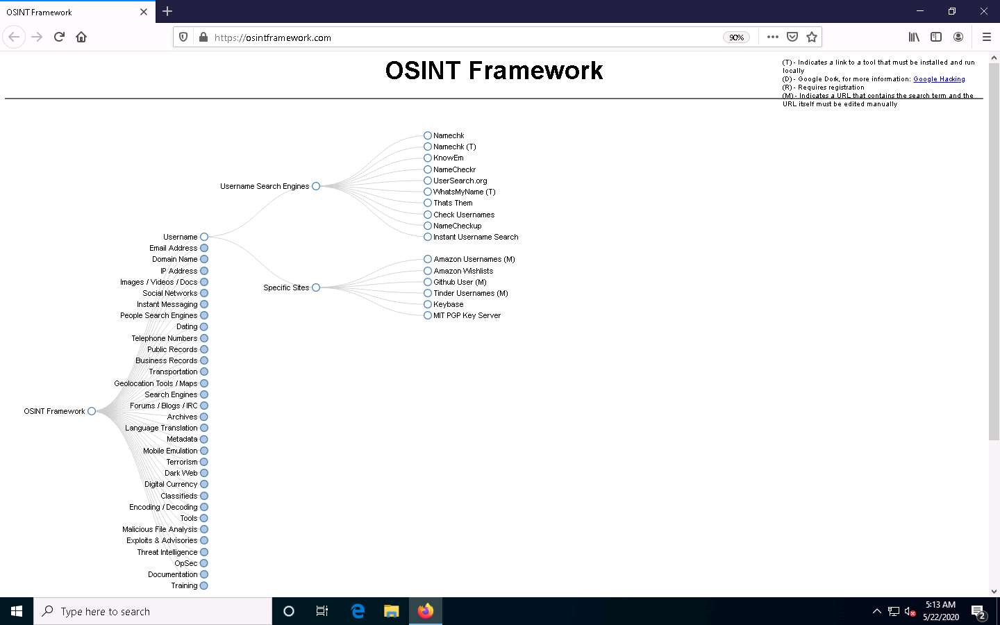 OSINT Framework
https://osintframework.com
90%
OSINT Framework
(T) - Indicates a link to a tool that must be installed and run
locally
(D) - Google Dork, for more information: Google Hacking
(R) - Requires registration
(M) - Indicates a URL that contains the search term and the
URL itself must be edited manually
Namechk
Namechk (T)
KnowEm
NameCheckr
UserSearch.org
WhatsMyName (T)
Thats Them
Check Usernames
NameCheckup
Instant Username Search
Username Search Engines
Amazon Usernames (M)
Amazon Wishlists
Github User (M)
Tinder Usernames (M)
Keybase
MIT PGP Key Server
Specific Sites
Username
Email Address
Domain Name
IP Address
Images / Videos / Docs
Social Networks
Instant Messaging
People Search Engines
Dating
Telephone Numbers
Public Records
Business Records
Transportation
Geolocation Tools / Maps
Search Engines
Forums / Blogs / IRC
Archives
Language Translation
Metadata
Mobile Emulation
Terrorism
Dark Web
Digital Currency
Classifieds
Encoding / Decoding
Tools
Malicious File Analysis
Exploits & Advisories
Threat Intelligence
OpSec
Documentation
Training
OSINT Framework
Type here to search
5:13 AM
5/22/2020
2